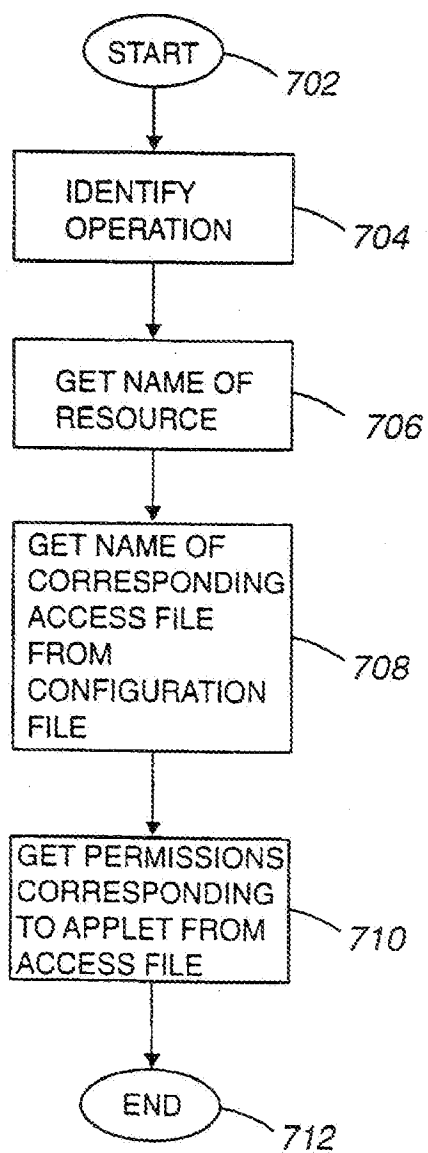 START
702
IDENTIFY
OPERATION
704
GET NAME OF
RESOURCE
706
GET NAME OF
CORRESPONDING
ACCESS FILE
FROM
CONFIGURATION
FILE
708
GET PERMISSIONS
CORRESPONDING
TO APPLET FROM
ACCESS FILE
710
END
712